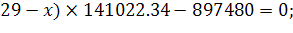 29 − x) × 141022.34 − 897480 = 0;